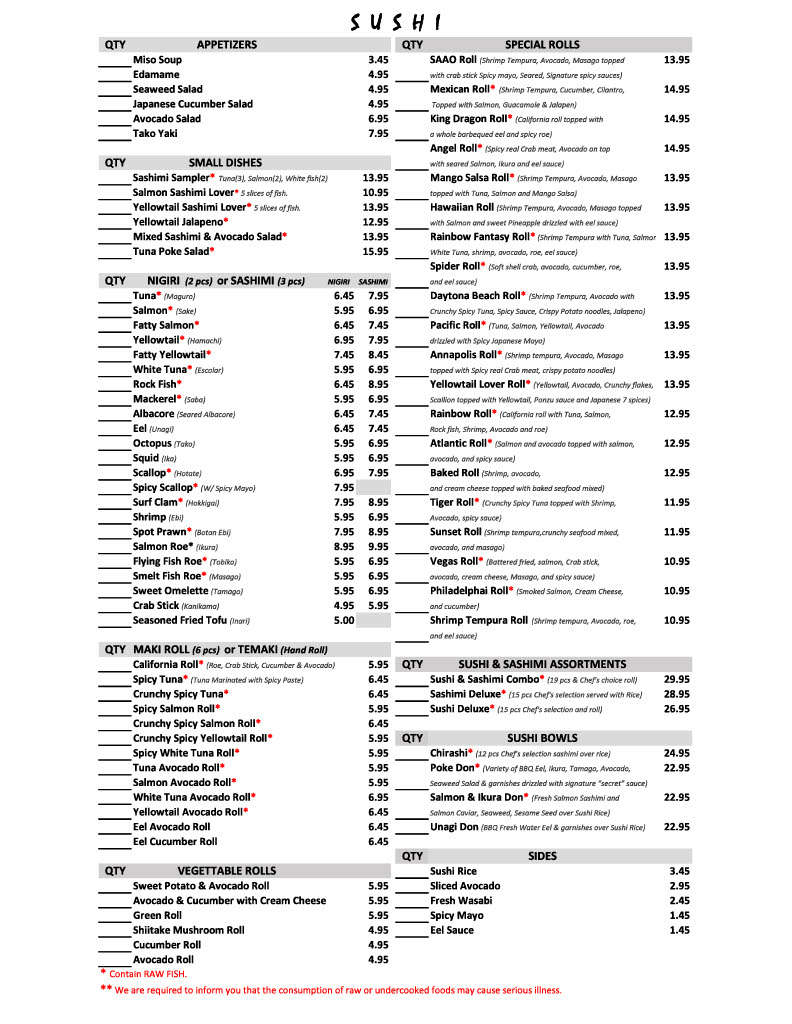 SUSHI
QTY APPETIZERS
Miso Soup 3.45
Edamame 4.95
Seaweed Salad 4.95
Japanese Cucumber Salad 4.95
Avocado Salad 6.95
Tako Yaki 7.95
QTY SMALL DISHES
Sashimi Sampler* Tuna(3), Salmon(2), White fish(2) 13.95
Salmon Sashimi Lover* 5 slices of fish. 10.95
Yellowtail Sashimi Lover* 5 slices of fish. 13.95
Yellowtail Jalapeno* 12.95
Mixed Sashimi & Avocado Salad* 13.95
Tuna Poke Salad* 15.95
QTY NIGIRI (2 pcs) or SASHIMI (3 pcs) NIGIRI SASHIMI
Tuna* (Maguro) 6.45 7.95
Salmon* (Sake) 5.95 6.95
Fatty Salmon* 6.45 7.45
Yellowtail* (Hamachi) 6.95 7.95
Fatty Yellowtail* 7.45 8.45
White Tuna* (Escolar) 5.95 6.95
Rock Fish* 6.45 8.95
Mackerel* (Saba) 5.95 6.95
Albacore (Seared Albacore) 6.45 7.45
Eel (Unagi) 6.45 7.45
Octopus (Tako) 5.95 6.95
Squid (Ika) 5.95 6.95
Scallop* (Hotate) 6.95 7.95
Spicy Scallop* (W/ Spicy Mayo) 7.95
Surf Clam* (Hokkigai) 7.95 8.95
Shrimp (Ebi) 5.95 6.95
Spot Prawn* (Botan Ebi) 7.95 8.95
Salmon Roe* (Ikura) 8.95 9.95
Flying Fish Roe* (Tobiko) 5.95 6.95
Smelt Fish Roe* (Masago) 5.95 6.95
Sweet Omelette (Tamago) 5.95 6.95
Crab Stick (Kanikama) 4.95 5.95
Seasoned Fried Tofu (Inari) 5.00
QTY MAKI ROLL (6 pcs) or TEMAKI (Hand Roll)
California Roll* (Roe, Crab Stick, Cucumber & Avocado) 5.95
Spicy Tuna* (Tuna Marinated with Spicy Paste) 6.45
Crunchy Spicy Tuna* 6.45
Spicy Salmon Roll* 5.95
Crunchy Spicy Salmon Roll* 6.45
Crunchy Spicy Yellowtail Roll* 5.95
Spicy White Tuna Roll* 5.95
Tuna Avocado Roll* 5.95
Salmon Avocado Roll* 5.95
White Tuna Avocado Roll* 6.95
Yellowtail Avocado Roll* 6.45
Eel Avocado Roll 6.45
Eel Cucumber Roll 6.45
QTY VEGETTABLE ROLLS
Sweet Potato & Avocado Roll 5.95
Avocado & Cucumber with Cream Cheese 5.95
Green Roll 5.95
Shiitake Mushroom Roll 4.95
Cucumber Roll 4.95
Avocado Roll 4.95
* Contain RAW FISH.
** We are required to inform you that the consumption of raw or undercooked foods may cause serious illness.
QTY SPECIAL ROLLS
SAAO Roll (Shrimp Tempura, Avocado, Masago topped 13.95
with crab stick Spicy mayo, Seared, Signature spicy sauces)
Mexican Roll* (Shrimp Tempura, Cucumber, Cilantro, 14.95
Topped with Salmon, Guacamole & Jalapen)
King Dragon Roll* (California roll topped with 14.95
a whole barbequed eel and spicy roe)
Angel Roll* (Spicy real Crab meat, Avocado on top 14.95
with seared Salmon, Ikura and eel sauce)
Mango Salsa Roll* (Shrimp Tempura, Avocado, Masago 13.95
topped with Tuna, Salmon and Mango Salsa)
Hawaiian Roll (Shrimp Tempura, Avocado, Masago topped 13.95
with Salmon and sweet Pineapple drizzled with eel sauce)
Rainbow Fantasy Roll* (Shrimp Tempura with Tuna, Salmor 13.95
White Tuna, shrimp, avocado, roe, eel sauce)
Spider Roll* (Soft shell crab, avocado, cucumber, roe, 13.95
and eel sauce)
Daytona Beach Roll* (Shrimp Tempura, Avocado with 13.95
Crunchy Spicy Tuna, Spicy Sauce, Crispy Potato noodles, Jalapeno)
Pacific Roll* (Tuna, Salmon, Yellowtail, Avocado 13.95
drizzled with Spicy Japanese Mayo)
Annapolis Roll* (Shrimp tempura, Avocado, Masago 13.95
topped with Spicy real Crab meat, crispy potato noodles)
Yellowtail Lover Roll* (Yellowtail, Avocado, Crunchy flakes, 13.95
Scallion topped with Yellowtail, Ponzu sauce and Japanese 7 spices)
Rainbow Roll* (California roll with Tuna, Salmon, 12.95
Rock fish, Shrimp, Avocado and roe)
Atlantic Roll* (Salmon and avocado topped with salmon, 12.95
avocado, and spicy sauce)
Baked Roll (Shrimp, avocado, 12.95
and cream cheese topped with baked seafood mixed)
Tiger Roll* (Crunchy Spicy Tuna topped with Shrimp, 11.95
Avocado, spicy sauce)
Sunset Roll (Shrimp tempura,crunchy seafood mixed, 11.95
avocado, and masago)
Vegas Roll* (Battered fried, salmon, Crab stick, 10.95
avocado, cream cheese, Masago, and spicy sauce)
Philadelphai Roll* (Smoked Salmon, Cream Cheese, 10.95
and cucumber)
Shrimp Tempura Roll (Shrimp tempura, Avocado, roe, 10.95
and eel sauce)
QTY SUSHI & SASHIMI ASSORTMENTS
Sushi & Sashimi Combo* (19 pcs & Chef's choice roll) 29.95
Sashimi Deluxe* (15 pcs Chef's selection served with Rice) 28.95
Sushi Deluxe* (15 pcs Chef's selection and roll) 26.95
QTY SUSHI BOWLS
Chirashi* (12 pcs Chef's selection sashimi over rice) 24.95
Poke Don* (Variety of BBQ Eel, Ikura, Tamago, Avocado, 22.95
Seaweed Salad & garnishes drizzled with signature "secret" sauce)
Salmon & Ikura Don* (Fresh Salmon Sashimi and 22.95
Salmon Caviar, Seaweed, Sesame Seed over Sushi Rice)
Unagi Don (BBQ Fresh Water Eel & garnishes over Sushi Rice) 22.95
QTY SIDES
Sushi Rice 3.45
Sliced Avocado 2.95
Fresh Wasabi 2.45
Spicy Mayo 1.45
Eel Sauce 1.45